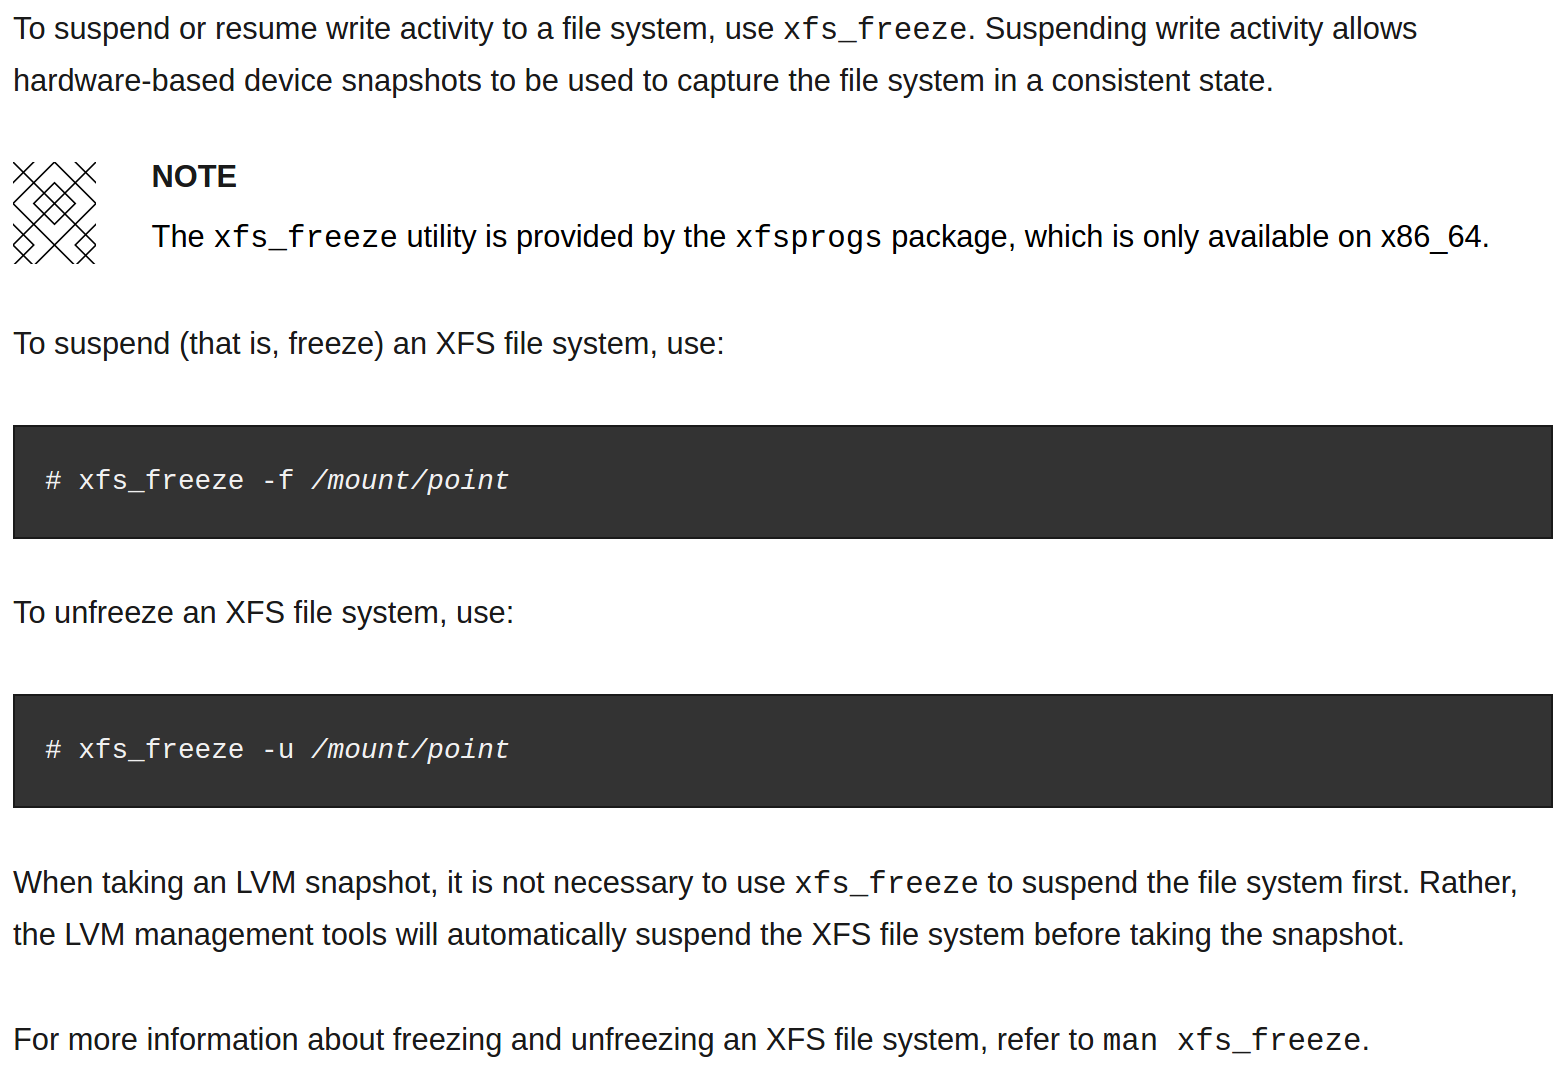 To suspend or resume write activity to a file system, use xfs_freeze. Suspending write activity allows
hardware-based device snapshots to be used to capture the file system in a consistent state.
NOTE
The xfs_freeze utility is provided by the xfsprogs package, which is only available on x86_64.
To suspend (that is, freeze) an XFS file system, use:
# xfs_freeze -f /mount/point
To unfreeze an XFS file system, use:
# xfs_freeze -u /mount/point
When taking an LVM snapshot, it is not necessary to use xfs_freeze to suspend the file system first. Rather,
the LVM management tools will automatically suspend the XFS file system before taking the snapshot.
For more information about freezing and unfreezing an XFS file system, refer to man xfs_freeze.